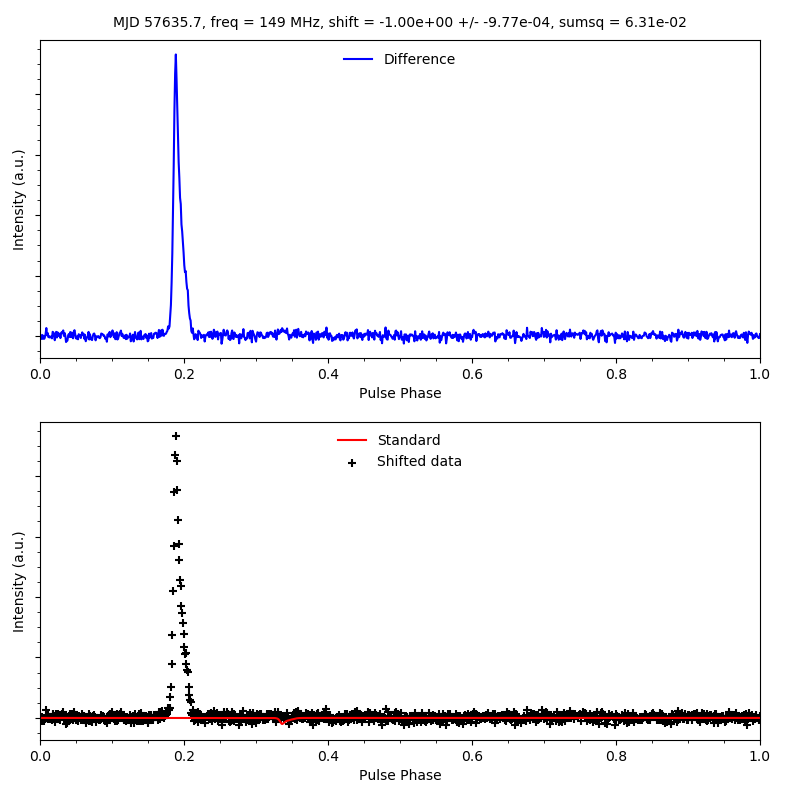 MJD 57635.7, freq = 149 MHz, shift = -1.00e+00 +/- -9.77e-04, sumsq = 6.31e-02
Difference
Intensity (a.u.)
0.0 0.2 0.4 0.6 0.8 1.0
Pulse Phase
Standard
Shifted data
Intensity (a.u.)
0.0 0.2 0.4 0.6 0.8 1.0
Pulse Phase